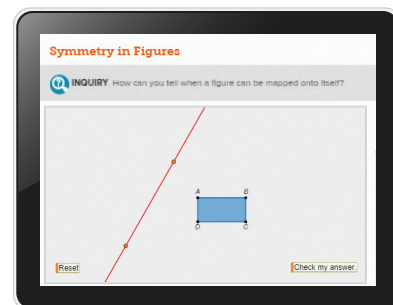 Symmetry in Figures
INQUIRY How can you tell when a figure can be mapped onto itself?
A B
D C
Reset Check my answer.